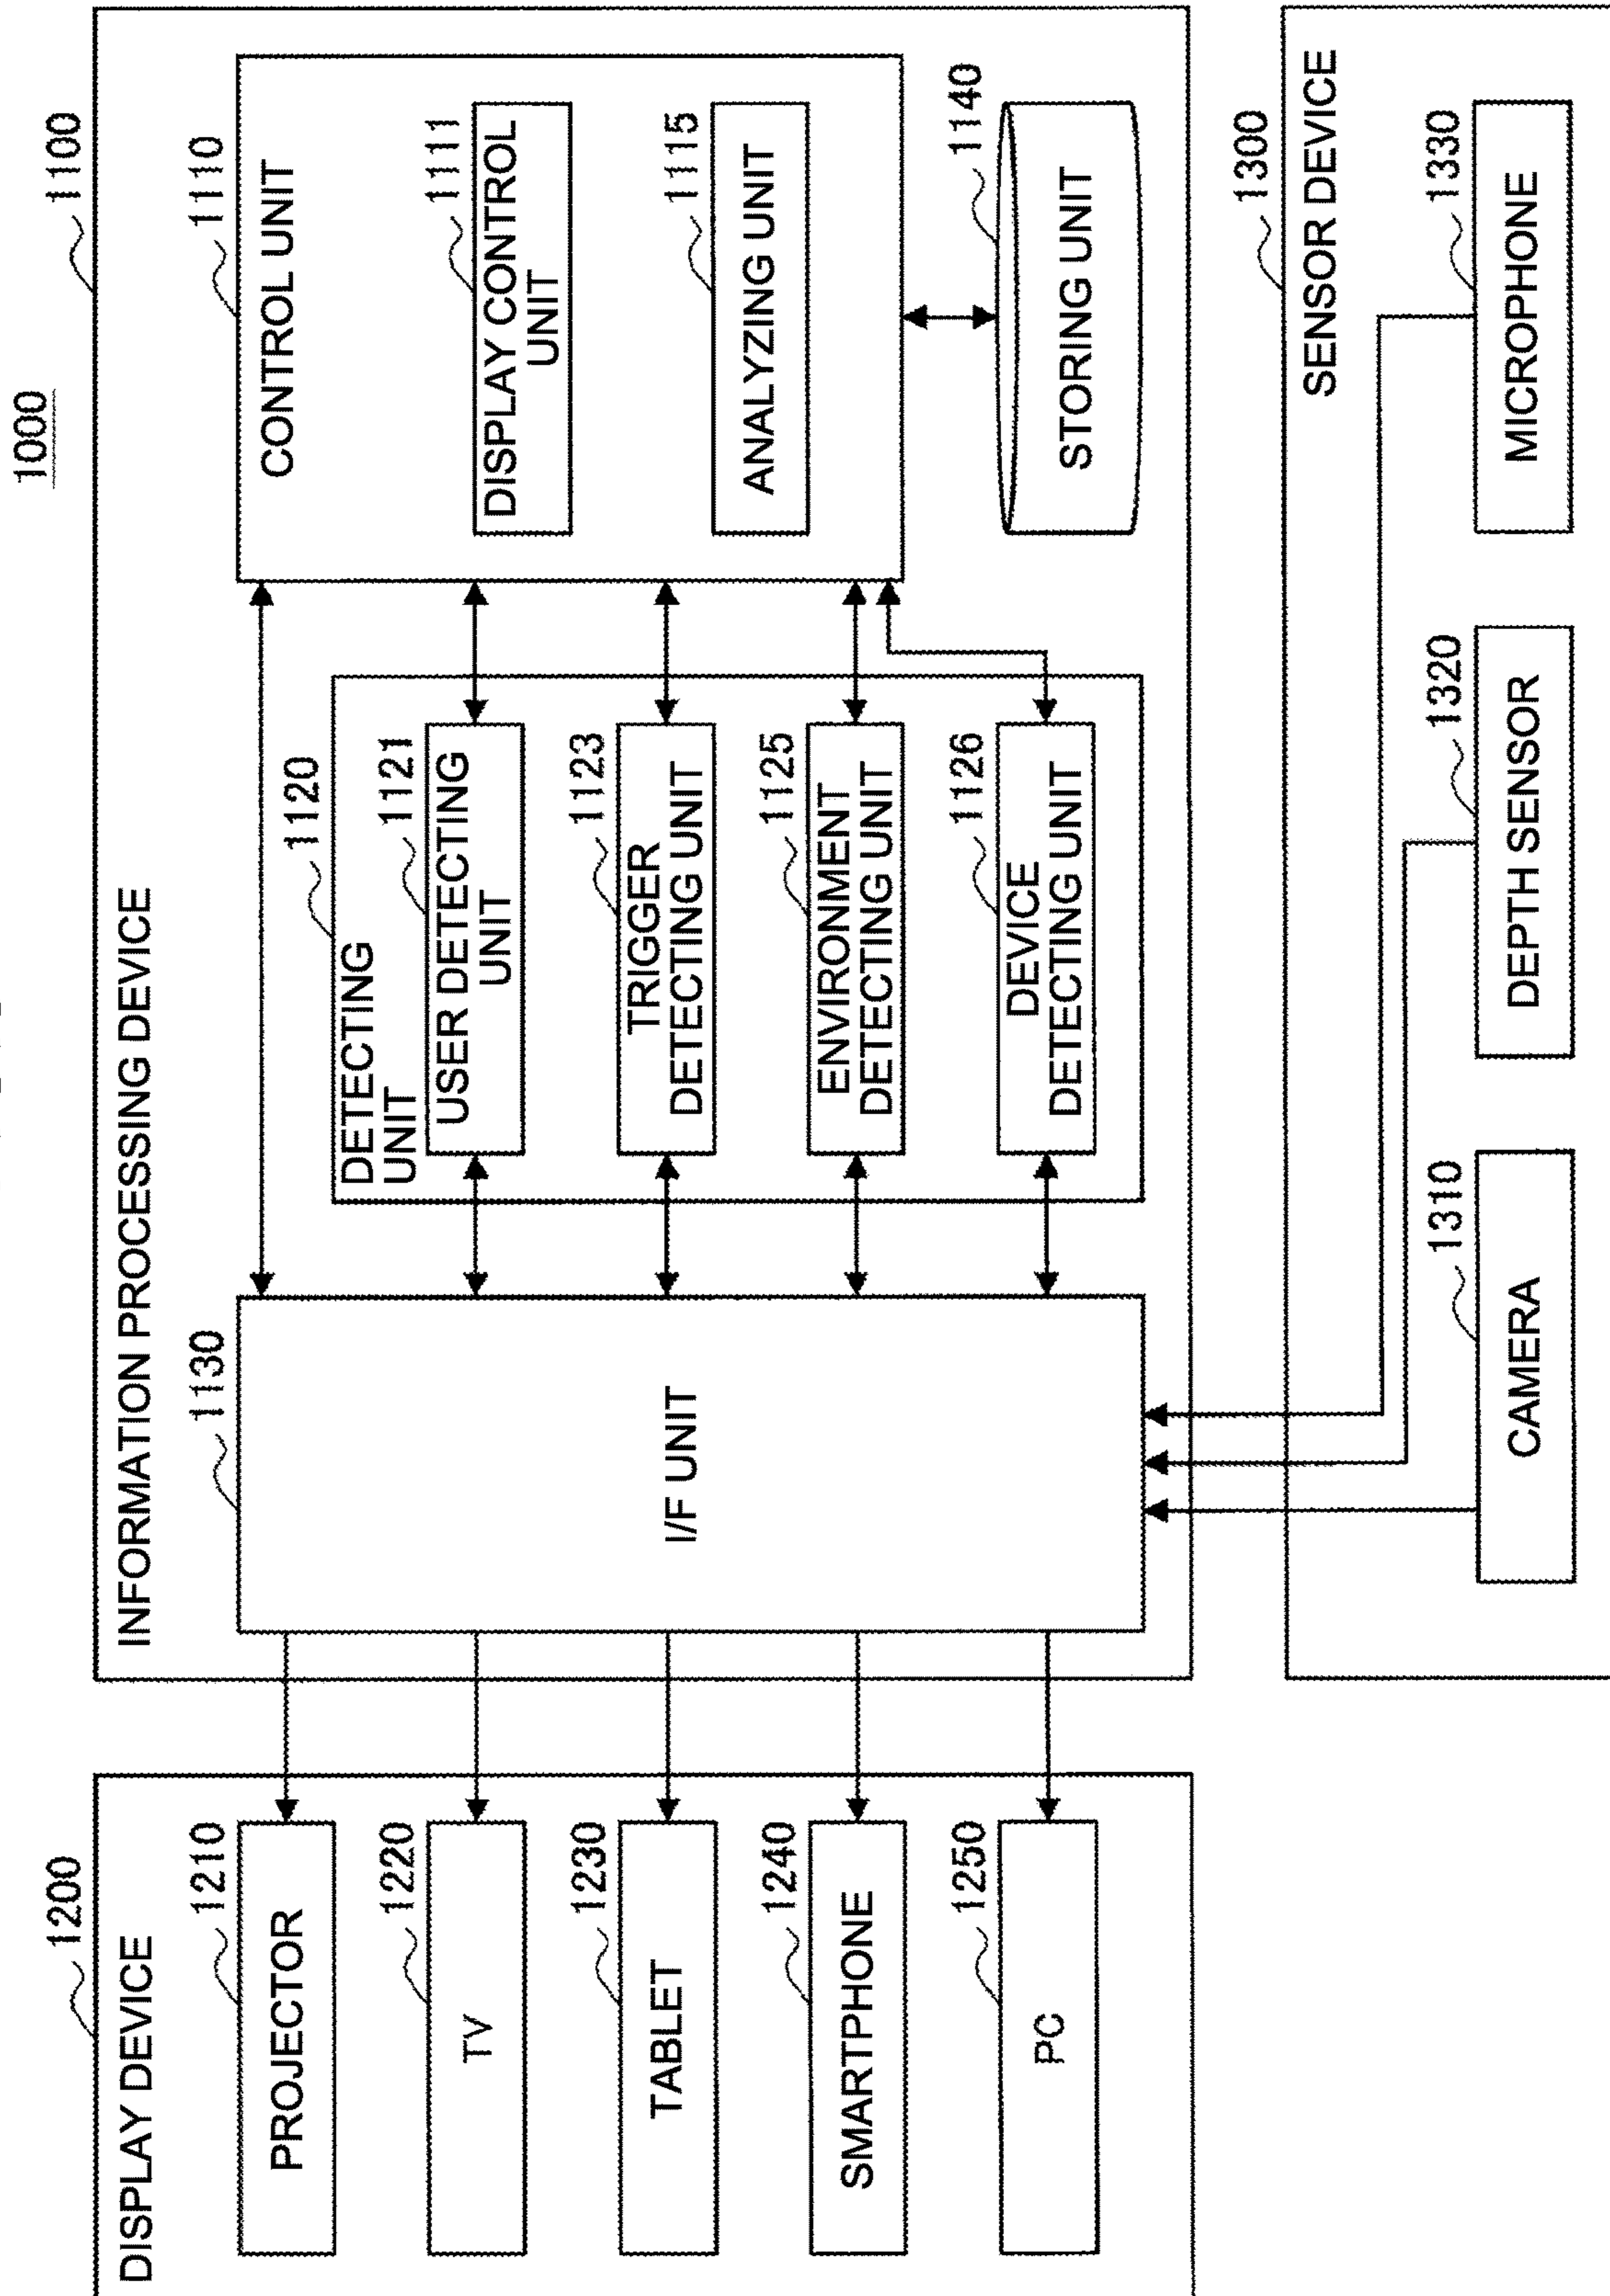 1000
1200
DISPLAY DEVICE
1210
PROJECTOR
1220
TV
1230
TABLET
1240
SMARTPHONE
1250
PC
1100
INFORMATION PROCESSING DEVICE
1130
I/F UNIT
1120
DETECTING
UNIT
1121
USER DETECTING
UNIT
1123
TRIGGER
DETECTING UNIT
1125
ENVIRONMENT
DETECTING UNIT
1126
DEVICE
DETECTING UNIT
1110
CONTROL UNIT
1111
DISPLAY CONTROL
UNIT
1115
ANALYZING UNIT
1140
STORING UNIT
1300
SENSOR DEVICE
1310
CAMERA
1320
DEPTH SENSOR
1330
MICROPHONE